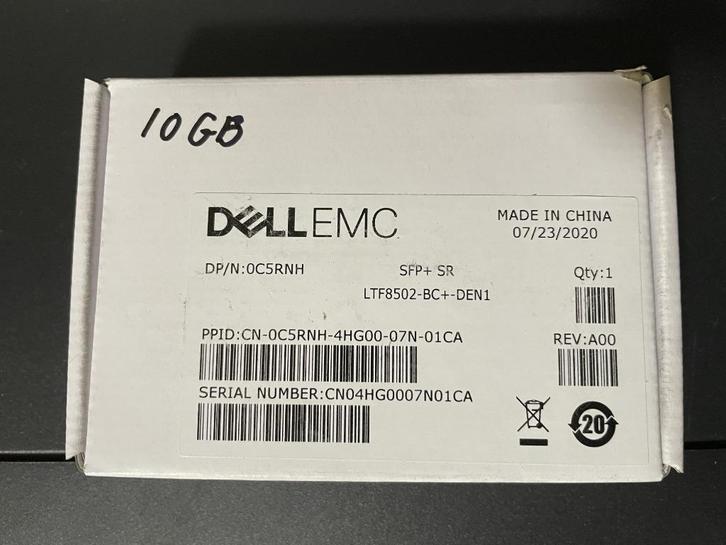 10GB
DELLEMC
MADE IN CHINA
07/23/2020
DP/N:0C5RNH
SFP+ SR
Qty:1
LTF8502-BC+-DEN1
PPID:CN-0C5RNH-4HG00-07N-01CA
REV:A00
SERIAL NUMBER:CN04HG0007N01CA
20